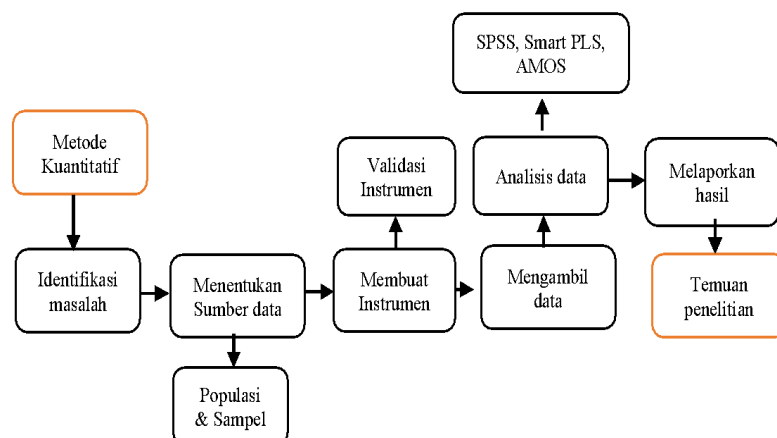 SPSS, Smart PLS,
AMOS
Metode
Kuantitatif
Validasi
Instrumen
Analisis data
Melaporkan
hasil
Identifikasi
masalah
Menentukan
Sumber data
Membuat
Instrumen
Mengambil
data
Temuan
penelitian
Populasi
& Sampel